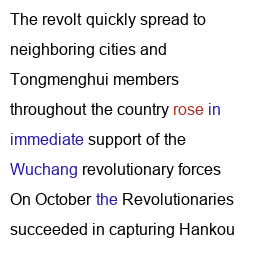 The revolt quickly spread to
neighboring cities and
Tongmenghui members
throughout the country rose in
immediate support of the
Wuchang revolutionary forces
On October the Revolutionaries
succeeded in capturing Hankou